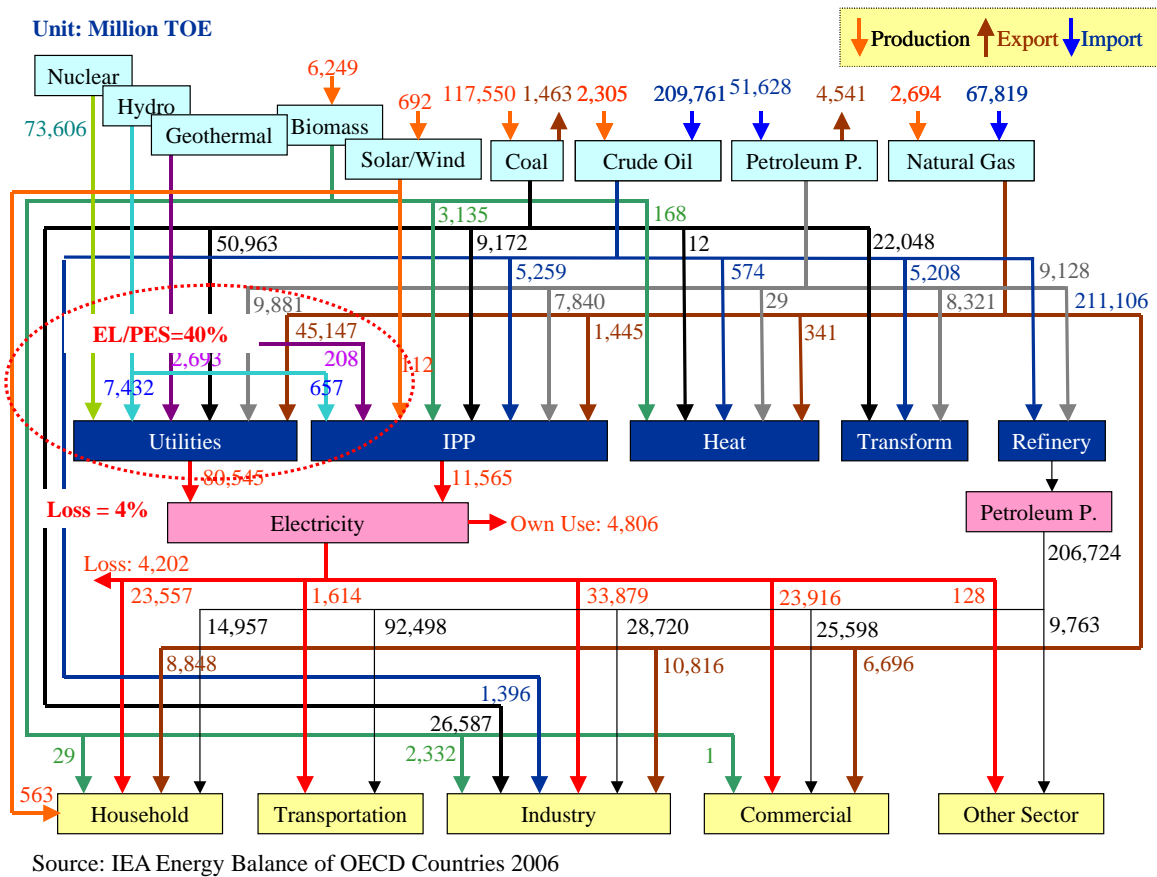 Unit: Million TOE
Production Export Import
Nuclear
6,249
Hydro
Geothermal
Biomass
692
117,550
1,463
2,305
209,761
51,628
4,541
2,694
67,819
73,606
Solar/Wind
Coal
Crude Oil
Petroleum P.
Natural Gas
3,135
168
50,963
9,172
12
22,048
5,259
574
5,208
9,128
9,881
7,840
29
8,321
211,106
EL/PES=40%
45,147
1,445
341
2,693
208
112
7,432
657
Utilities
IPP
Heat
Transform
Refinery
80,545
11,565
Loss = 4%
Electricity
Own Use: 4,806
Petroleum P.
206,724
Loss: 4,202
23,557
1,614
33,879
23,916
128
14,957
92,498
28,720
25,598
9,763
8,848
10,816
6,696
1,396
26,587
29
2,332
1
563
Household
Transportation
Industry
Commercial
Other Sector
Source: IEA Energy Balance of OECD Countries 2006